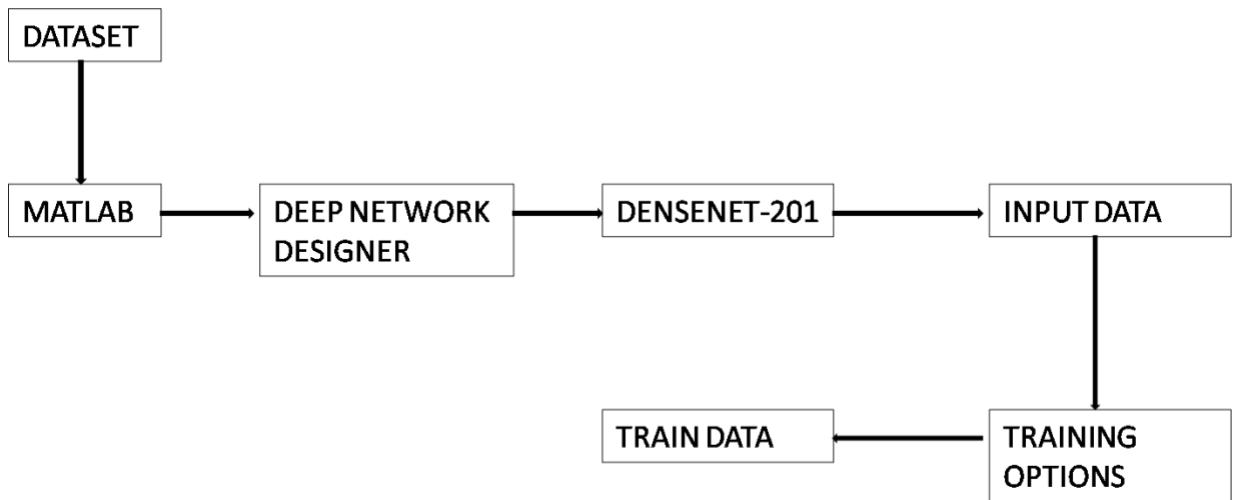 DATASET
MATLAB
DEEP NETWORK
DESIGNER
DENSENET-201
INPUT DATA
TRAINING
OPTIONS
TRAIN DATA